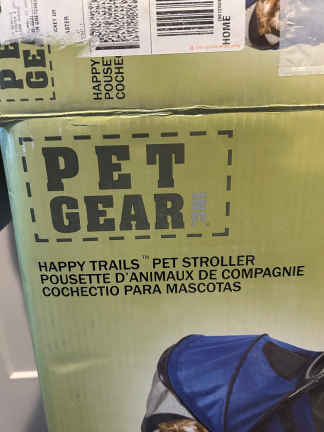 HOME
HAPPY
POUSE
COCHE
PET
GEAR INC.
HAPPY TRAILS™ PET STROLLER
POUSETTE D'ANIMAUX DE COMPAGNIE
COCHECTIO PARA MASCOTAS